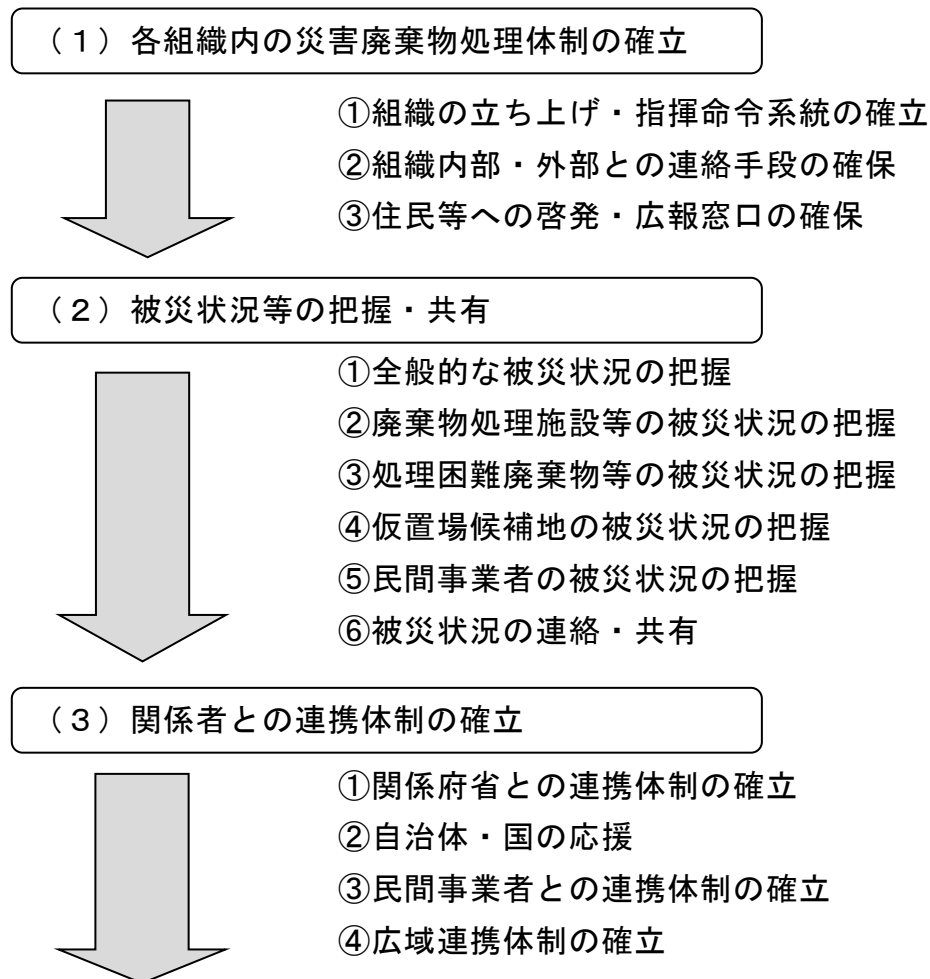 （１）各組織内の災害廃棄物処理体制の確立
①組織の立ち上げ・指揮命令系統の確立
②組織内部・外部との連絡手段の確保
③住民等への啓発・広報窓口の確保
（２）被災状況等の把握・共有
①全般的な被災状況の把握
②廃棄物処理施設等の被災状況の把握
③処理困難廃棄物等の被災状況の把握
④仮置場候補地の被災状況の把握
⑤民間事業者の被災状況の把握
⑥被災状況の連絡・共有
（３）関係者との連携体制の確立
①関係府省との連携体制の確立
②自治体・国の応援
③民間事業者との連携体制の確立
④広域連携体制の確立